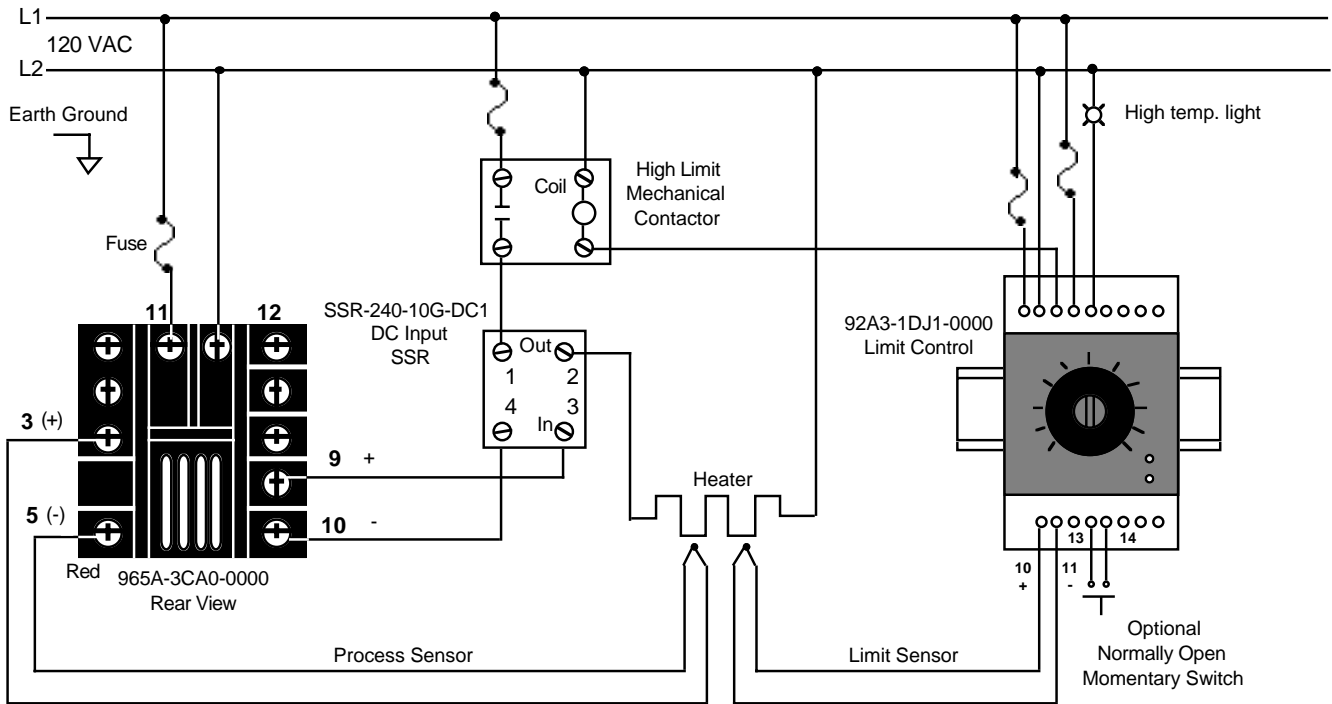 L1
120 VAC
L2
Earth Ground
High temp. light
High Limit
Mechanical
Contactor
Coil
Fuse
11
12
SSR-240-10G-DC1
DC Input
SSR
Out
1
2
4
3
In
92A3-1DJ1-0000
Limit Control
3 (+)
9 +
5 (-)
10 -
Heater
Red
965A-3CA0-0000
Rear View
13
14
10
+
11
-
Process Sensor
Limit Sensor
Optional
Normally Open
Momentary Switch